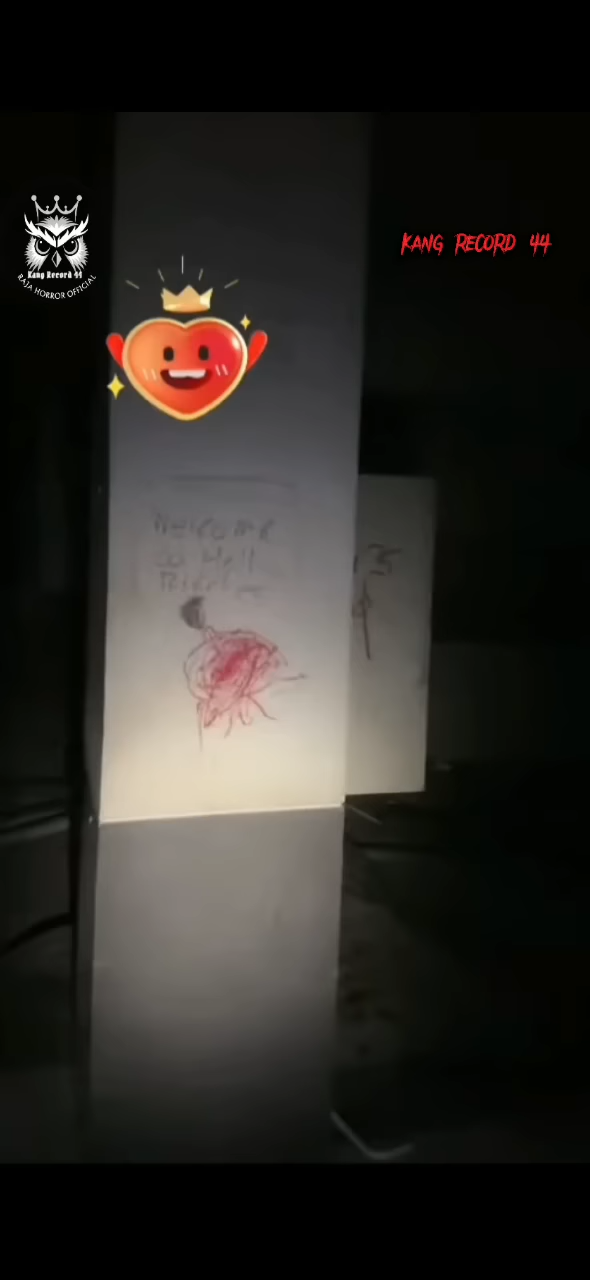 KANG RECORD 44
Kang Record 44
RAJA HORROR OFFICIAL
Welcome
to Hell